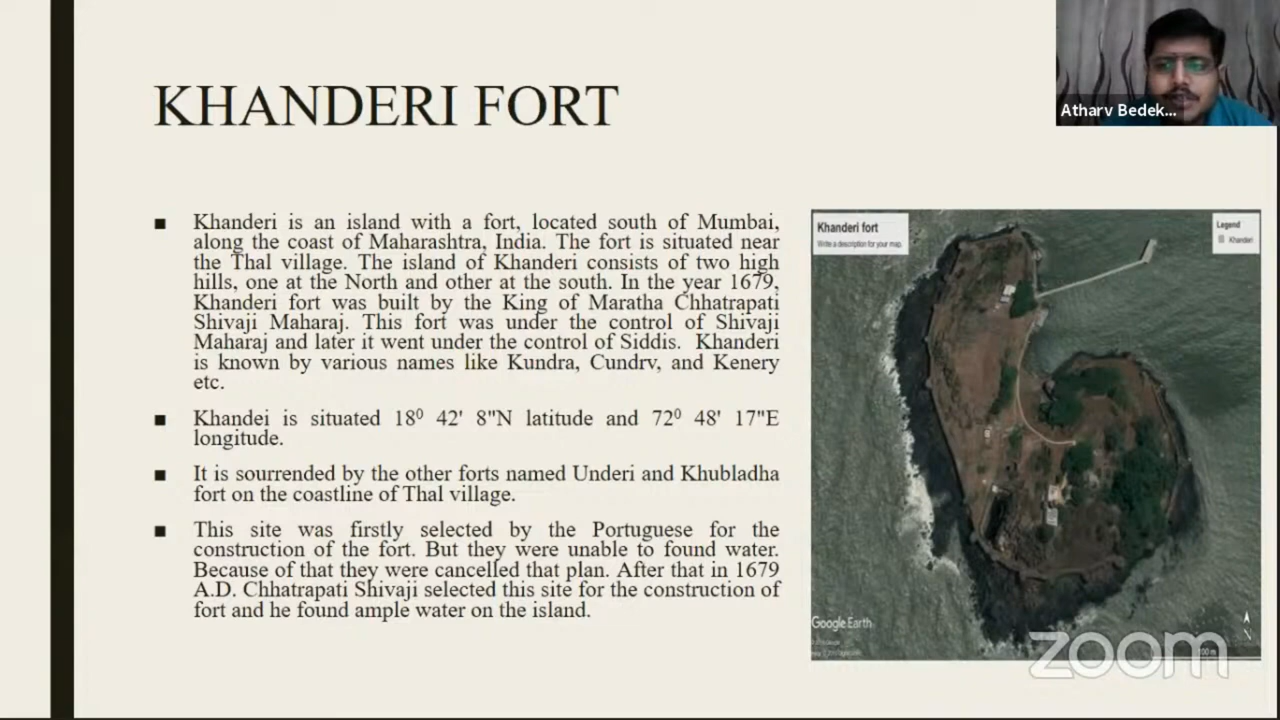 Atharv Bedek...
KHANDERI FORT
■ Khanderi is an island with a fort, located south of Mumbai,
along the coast of Maharashtra, India. The fort is situated near
the Thal village. The island of Khanderi consists of two high
hills, one at the North and other at the south. In the year 1679,
Khanderi fort was built by the King of Maratha Chhatrapati
Shivaji Maharaj. This fort was under the control of Shivaji
Maharaj and later it went under the control of Siddis. Khanderi
is known by various names like Kundra, Cundrv, and Kenery
etc.
■ Khandei is situated 18⁰ 42' 8"N latitude and 72⁰ 48' 17"E
longitude.
■ It is sourrended by the other forts named Underi and Khubladha
fort on the coastline of Thal village.
■ This site was firstly selected by the Portuguese for the
construction of the fort. But they were unable to found water.
Because of that they were cancelled that plan. After that in 1679
A.D. Chhatrapati Shivaji selected this site for the construction of
fort and he found ample water on the island.
Khanderi fort
Write a description for your map.
Legend
Khanderi
Google Earth
N
100 m
zoom